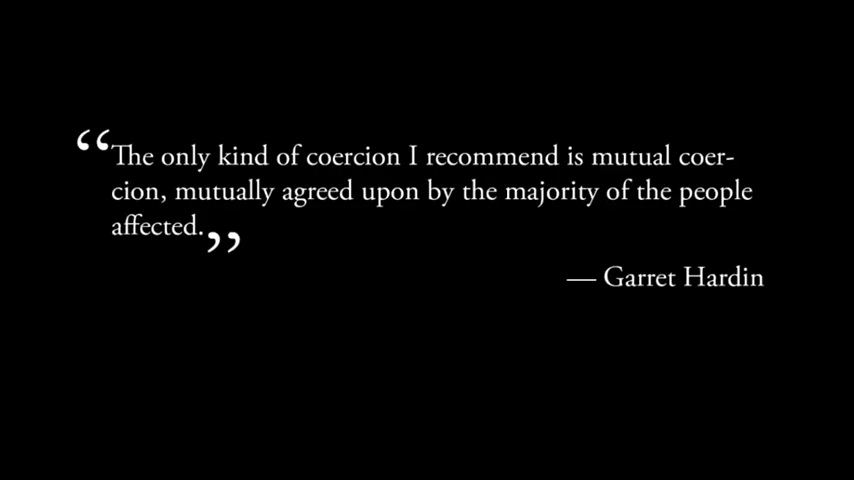 “The only kind of coercion I recommend is mutual coer-
cion, mutually agreed upon by the majority of the people
affected.”
— Garret Hardin